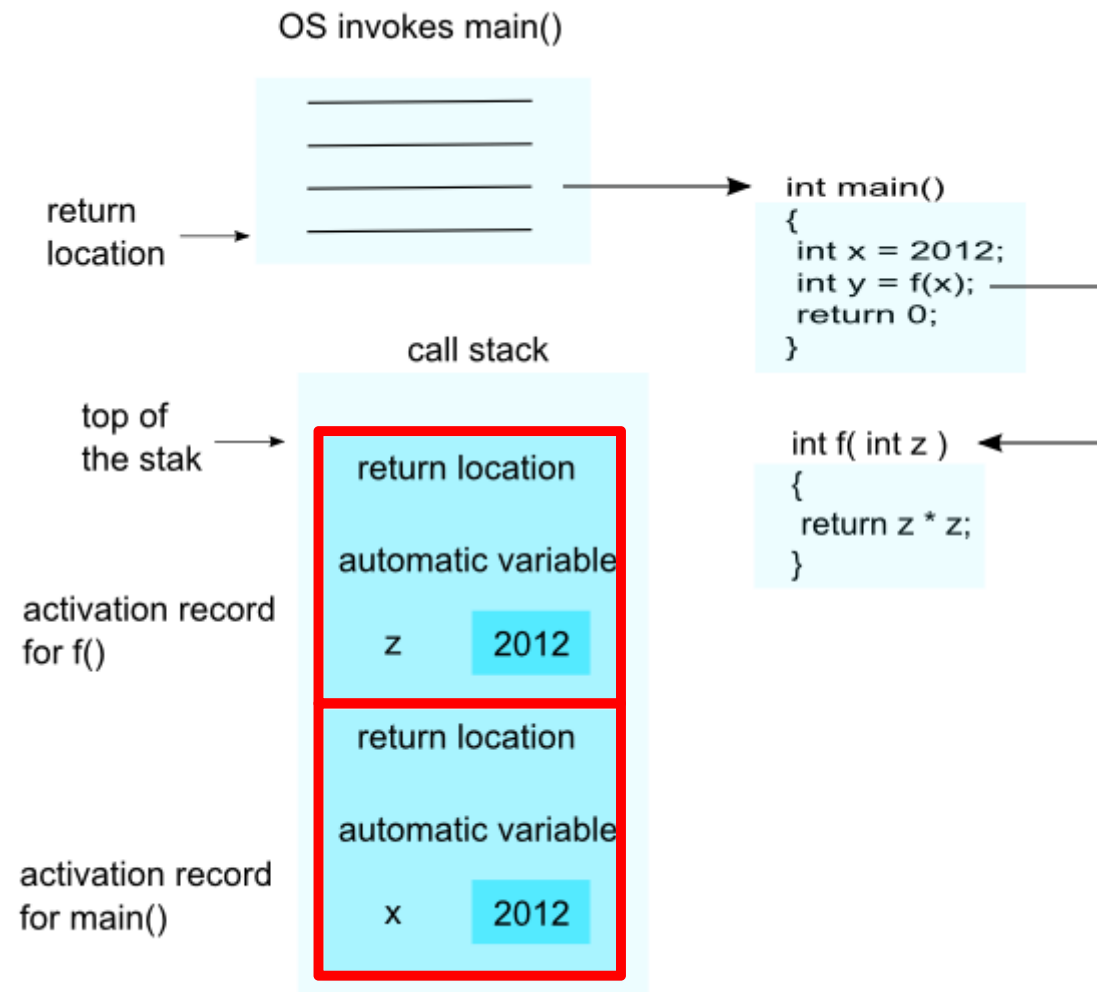 OS invokes main()
return
location
int main()
{
int x = 2012;
int y = f(x);
return 0;
}
call stack
top of
the stak
int f( int z )
{
return z * z;
}
return location
automatic variable
activation record
for f()
z 2012
return location
automatic variable
activation record
for main()
x 2012